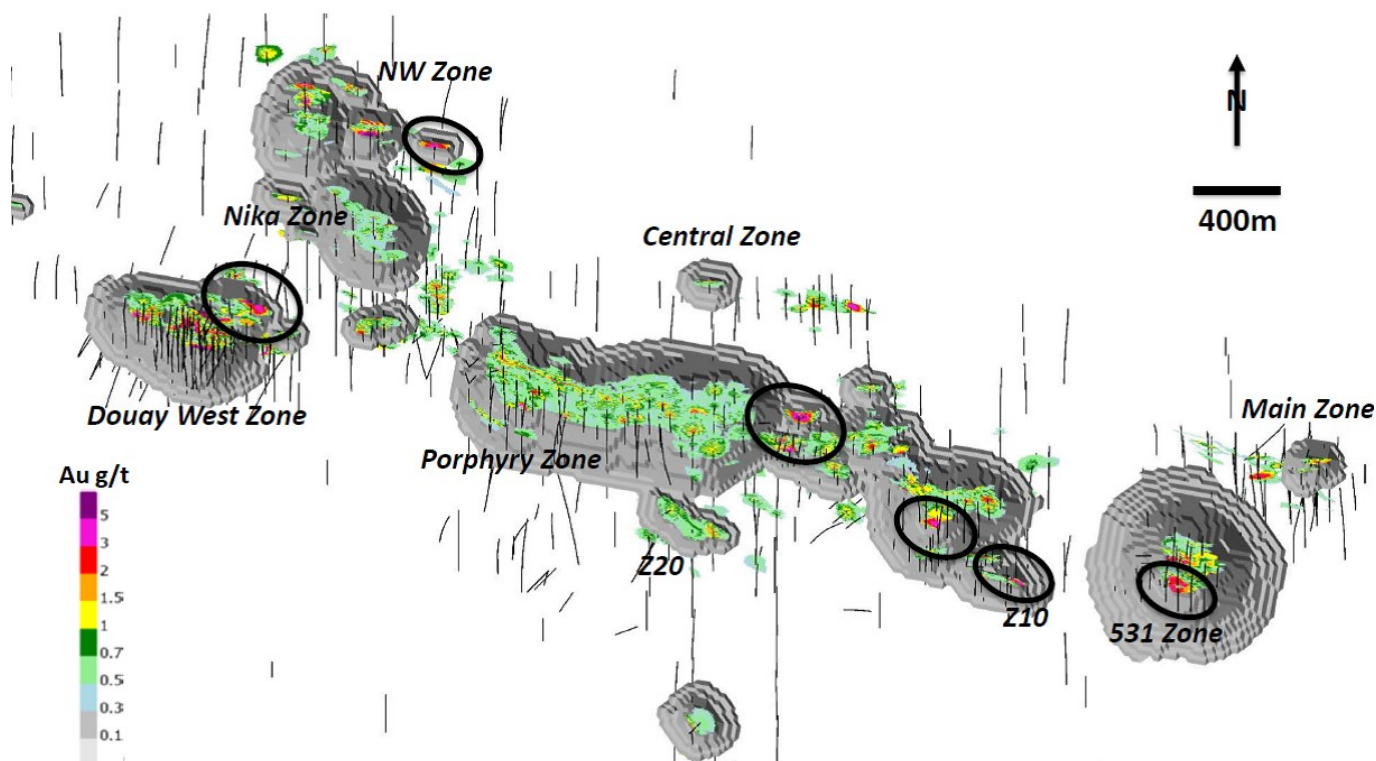 NW Zone
N
400m
Nika Zone
Central Zone
Douay West Zone
Porphyry Zone
Main Zone
Z20
Z10
531 Zone
Au g/t
5
3
2
1.5
1
0.7
0.5
0.3
0.1